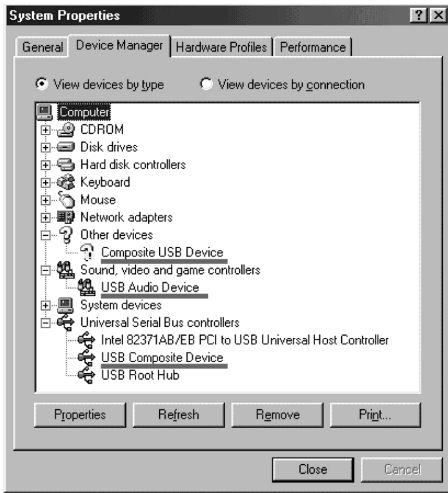 System Properties
General Device Manager Hardware Profiles Performance
View devices by type View devices by connection
Computer
CDROM
Disk drives
Hard disk controllers
Keyboard
Mouse
Network adapters
Other devices
Composite USB Device
Sound, video and game controllers
USB Audio Device
System devices
Universal Serial Bus controllers
Intel 82371AB/EB PCI to USB Universal Host Controller
USB Composite Device
USB Root Hub
Properties Refresh Remove Print...
Close Cancel